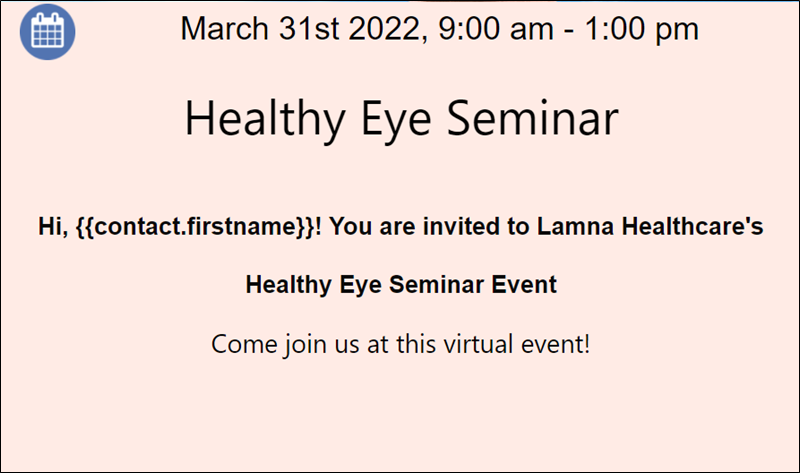 March 31st 2022, 9:00 am - 1:00 pm
Healthy Eye Seminar
Hi, {{contact.firstname}}! You are invited to Lamna Healthcare's
Healthy Eye Seminar Event
Come join us at this virtual event!